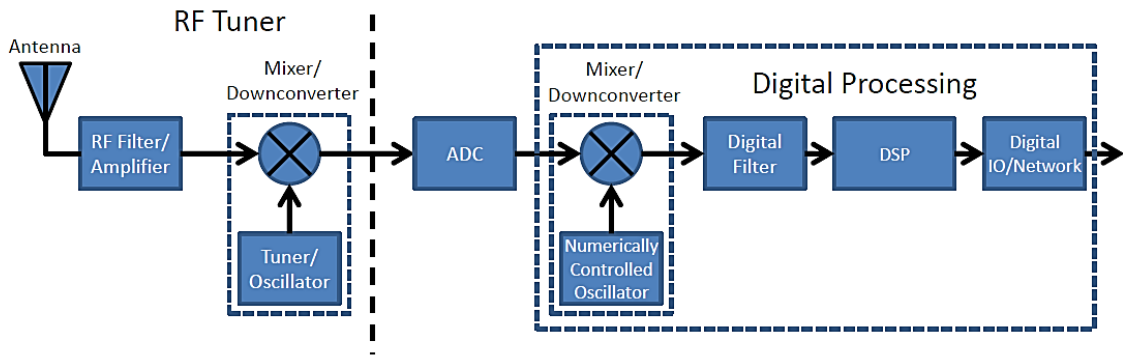 RF Tuner
Antenna
Mixer/
Downconverter
RF Filter/
Amplifier
Tuner/
Oscillator
ADC
Digital Processing
Mixer/
Downconverter
Numerically
Controlled
Oscillator
Digital
Filter
DSP
Digital
IO/Network